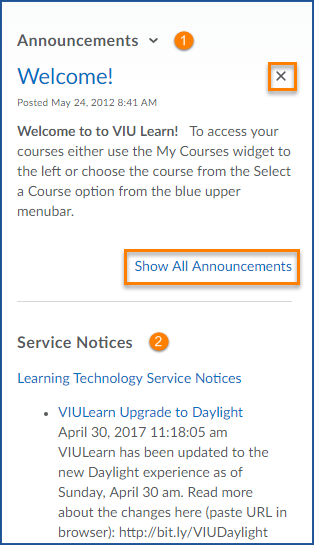 Announcements 1
Welcome!
Posted May 24, 2012 8:41 AM
Welcome to to VIU Learn! To access your
courses either use the My Courses widget to
the left or choose the course from the Select
a Course option from the blue upper
menubar.
Show All Announcements
Service Notices 2
Learning Technology Service Notices
• VIULearn Upgrade to Daylight
April 30, 2017 11:18:05 am
VIULearn has been updated to the
new Daylight experience as of
Sunday, April 30 am. Read more
about the changes here (paste URL in
browser): http://bit.ly/VIUDaylight